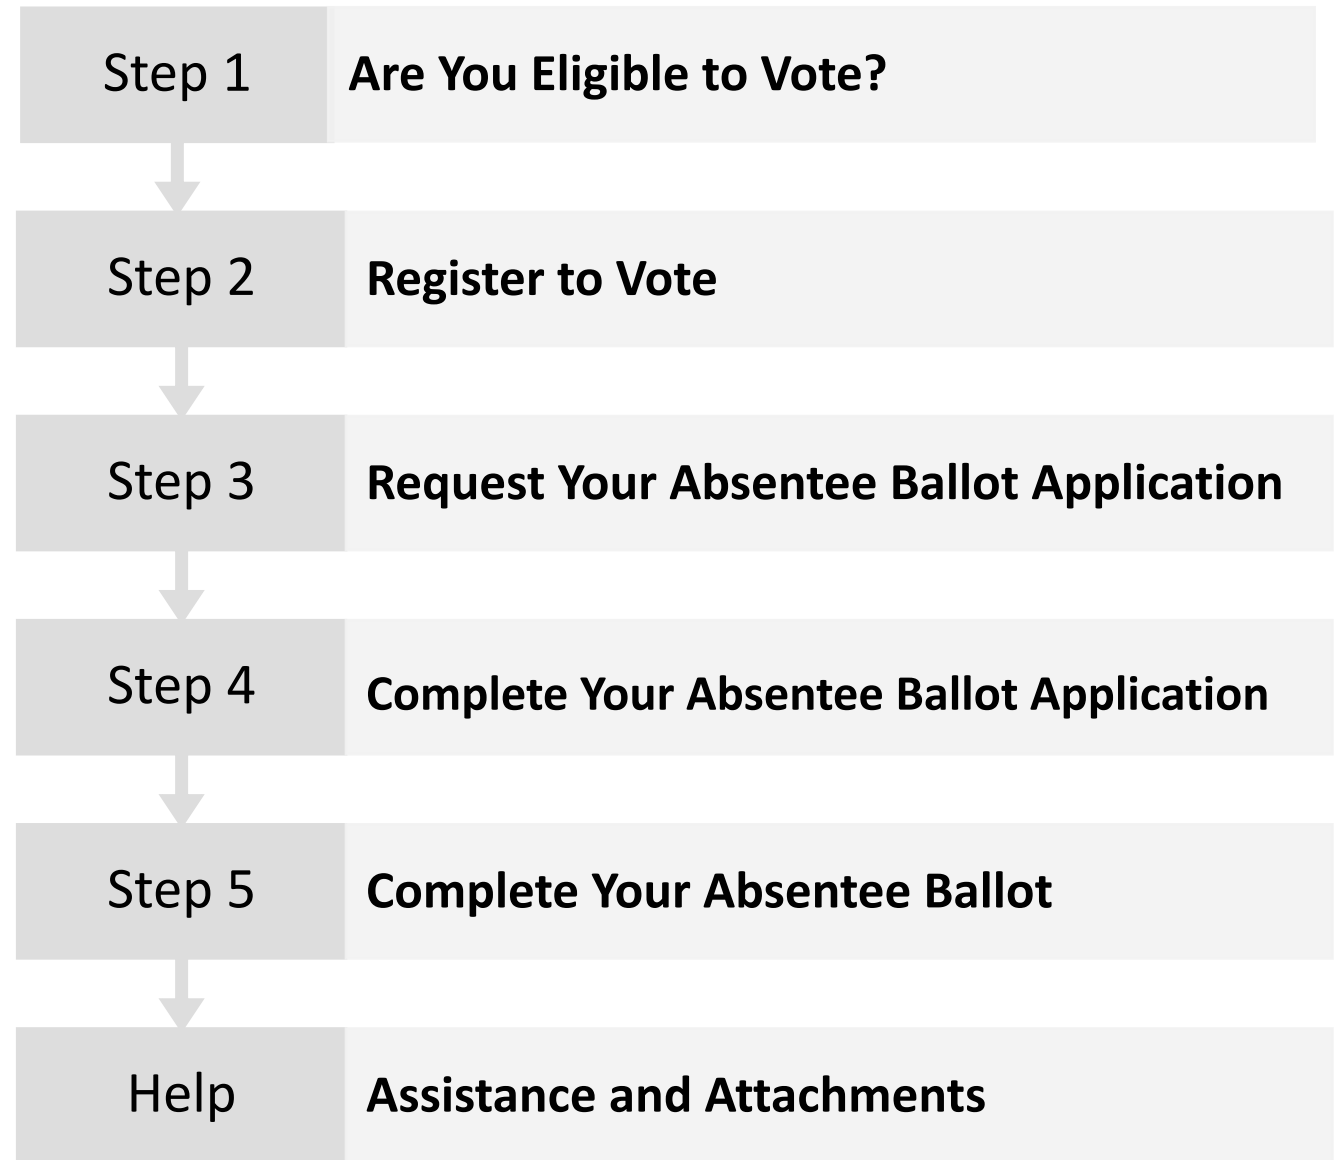 Step 1
Are You Eligible to Vote?
Step 2
Register to Vote
Step 3
Request Your Absentee Ballot Application
Step 4
Complete Your Absentee Ballot Application
Step 5
Complete Your Absentee Ballot
Help
Assistance and Attachments